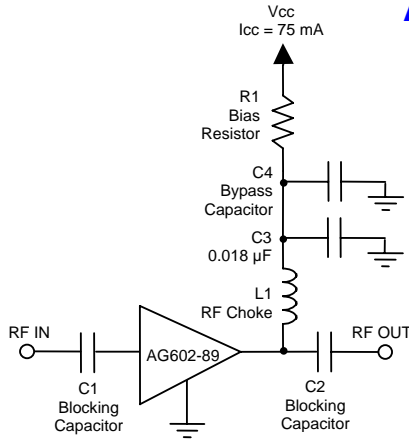 Vcc
Icc = 75 mA
R1
Bias
Resistor
C4
Bypass
Capacitor
C3
0.018 µF
L1
RF Choke
RF IN
RF OUT
AG602-89
C1
Blocking
Capacitor
C2
Blocking
Capacitor